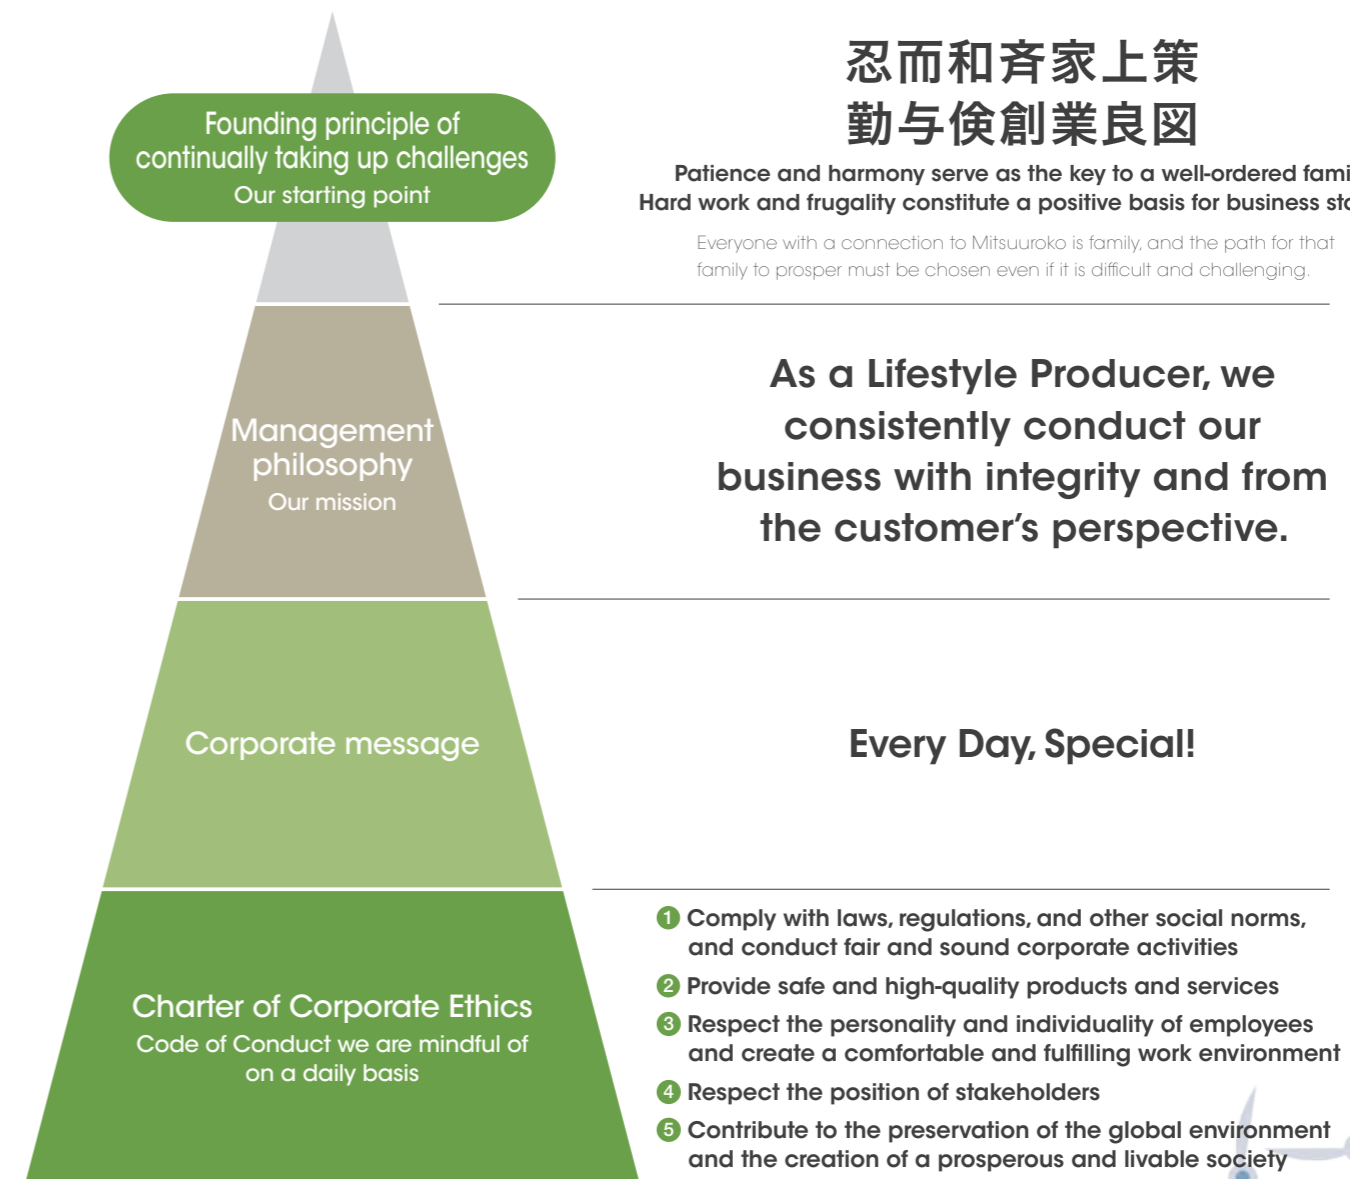 Founding principle of
continually taking up challenges
Our starting point
忍而和斉家上策
勤与倹創業良図
Patience and harmony serve as the key to a well-ordered
Hard work and frugality constitute a positive basis for business
Everyone with a connection to Mitsuuroko is family, and the path for that
family to prosper must be chosen even if it is difficult and challenging.
Management
philosophy
Our mission
As a Lifestyle Producer, we
consistently conduct our
business with integrity and from
the customer’s perspective.
Corporate message
Every Day, Special!
Charter of Corporate Ethics
Code of Conduct we are mindful of
on a daily basis
1 Comply with laws, regulations, and other social norms,
and conduct fair and sound corporate activities
2 Provide safe and high-quality products and services
3 Respect the personality and individuality of employees
and create a comfortable and fulfilling work environment
4 Respect the position of stakeholders
5 Contribute to the preservation of the global environment
and the creation of a prosperous and livable society